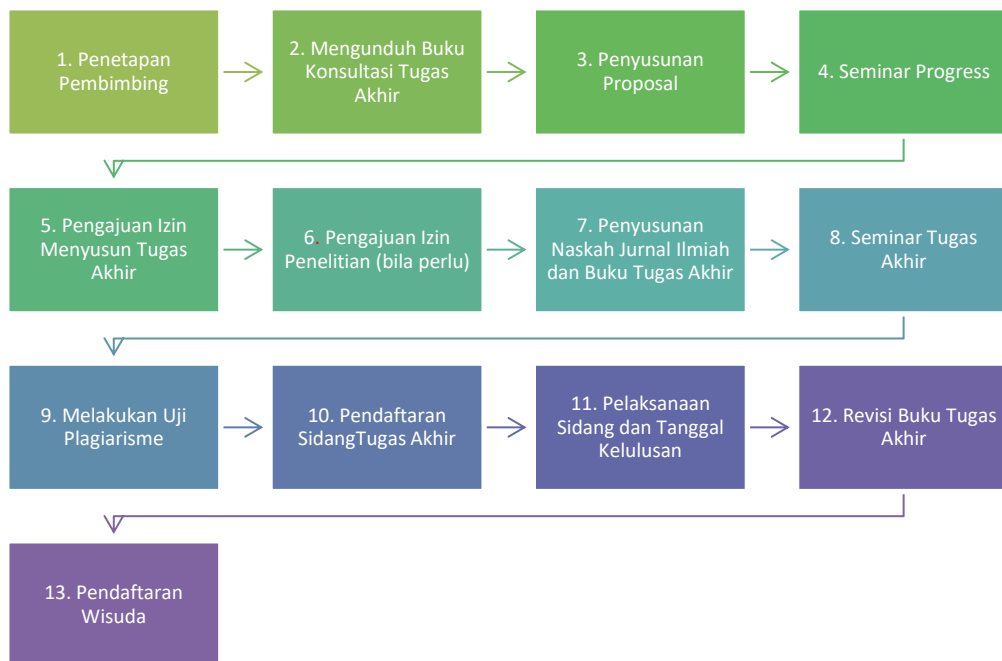 1. Penetapan
Pembimbing
2. Mengunduh Buku
Konsultasi Tugas
Akhir
3. Penyusunan
Proposal
4. Seminar Progress
5. Pengajuan Izin
Menyusun Tugas
Akhir
6. Pengajuan Izin
Penelitian (bila perlu)
7. Penyusunan
Naskah Jurnal Ilmiah
dan Buku Tugas Akhir
8. Seminar Tugas
Akhir
9. Melakukan Uji
Plagiarisme
10. Pendaftaran
SidangTugas Akhir
11. Pelaksanaan
Sidang dan Tanggal
Kelulusan
12. Revisi Buku Tugas
Akhir
13. Pendaftaran
Wisuda